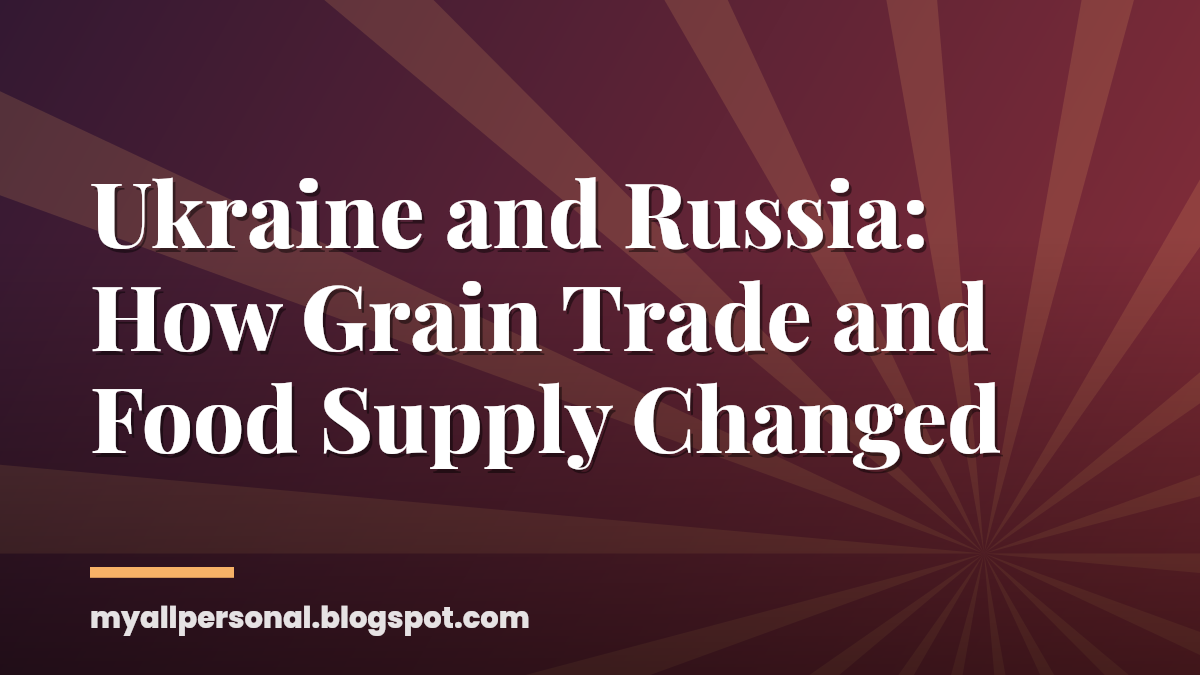 Ukraine and Russia:
How Grain Trade and
Food Supply Changed
myallpersonal.blogspot.com